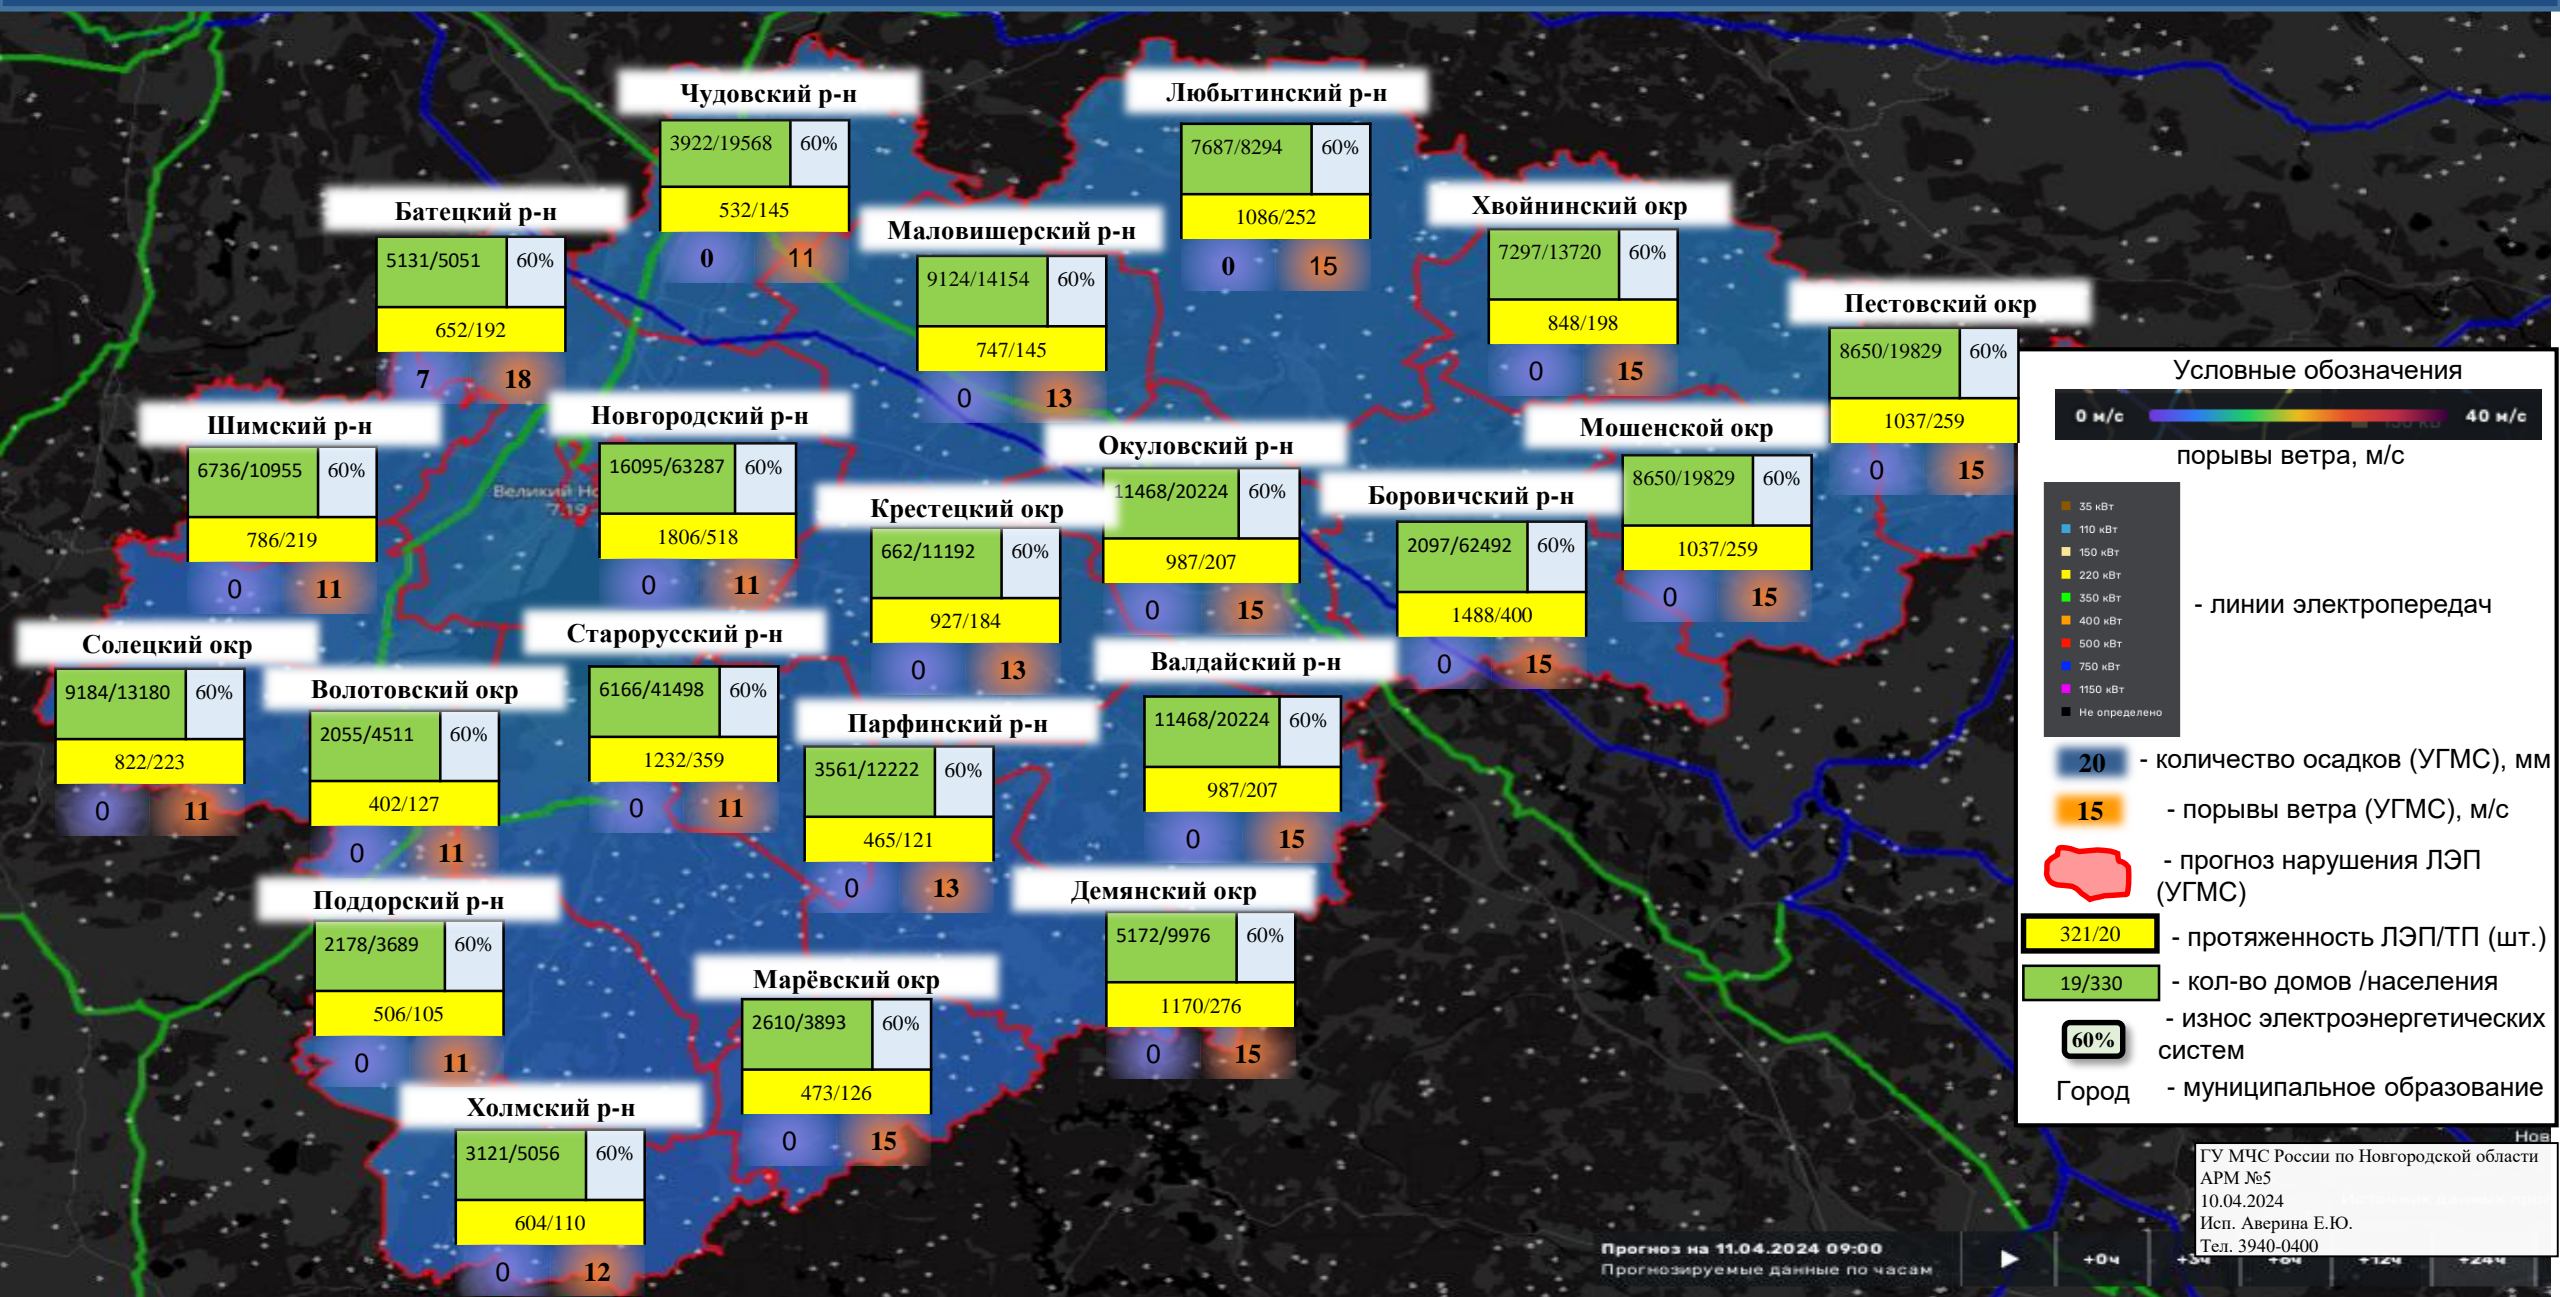 Чудовский р-н
3922/19568 60%
532/145
0 11
Любытинский р-н
7687/8294 60%
1086/252
0 15
Батецкий р-н
5131/5051 60%
652/192
7 18
Маловишерский р-н
9124/14154 60%
747/145
0 13
Хвойнинский окр
7297/13720 60%
848/198
0 15
Пестовский окр
8650/19829 60%
1037/259
0 15
Шимский р-н
6736/10955 60%
786/219
0 11
Новгородский р-н
16095/63287 60%
1806/518
0 11
Великий Но
7.19
Окуловский р-н
11468/20224 60%
987/207
0 15
Мошенской окр
8650/19829 60%
1037/259
0 15
Крестецкий окр
662/11192 60%
927/184
0 13
Боровичский р-н
2097/62492 60%
1488/400
0 15
Солецкий окр
9184/13180 60%
822/223
0 11
Волотовский окр
2055/4511 60%
402/127
0 11
Старорусский р-н
6166/41498 60%
1232/359
0 11
Парфинский р-н
3561/12222 60%
465/121
0 13
Валдайский р-н
11468/20224 60%
987/207
0 15
Поддорский р-н
2178/3689 60%
506/105
0 11
Демянский окр
5172/9976 60%
1170/276
0 15
Марёвский окр
2610/3893 60%
473/126
0 15
Холмский р-н
3121/5056 60%
604/110
0 12
Условные обозначения
0 м/с 40 м/с
порывы ветра, м/с
35 кВт
110 кВт
150 кВт
220 кВт
350 кВт
400 кВт
500 кВт
750 кВт
1150 кВт
Не определено
- линии электропередач
20 - количество осадков (УГМС), мм
15 - порывы ветра (УГМС), м/с
- прогноз нарушения ЛЭП
(УГМС)
321/20 - протяженность ЛЭП/ТП (шт.)
19/330 - кол-во домов /населения
60% - износ электроэнергетических
систем
Город - муниципальное образование
Нов
ГУ МЧС России по Новгородской области
АРМ №5
10.04.2024
Исп. Аверина Е.Ю.
Тел. 3940-0400
Прогноз на 11.04.2024 09:00
Прогнозируемые данные по часам
+0ч +3ч +6ч +12ч +24ч